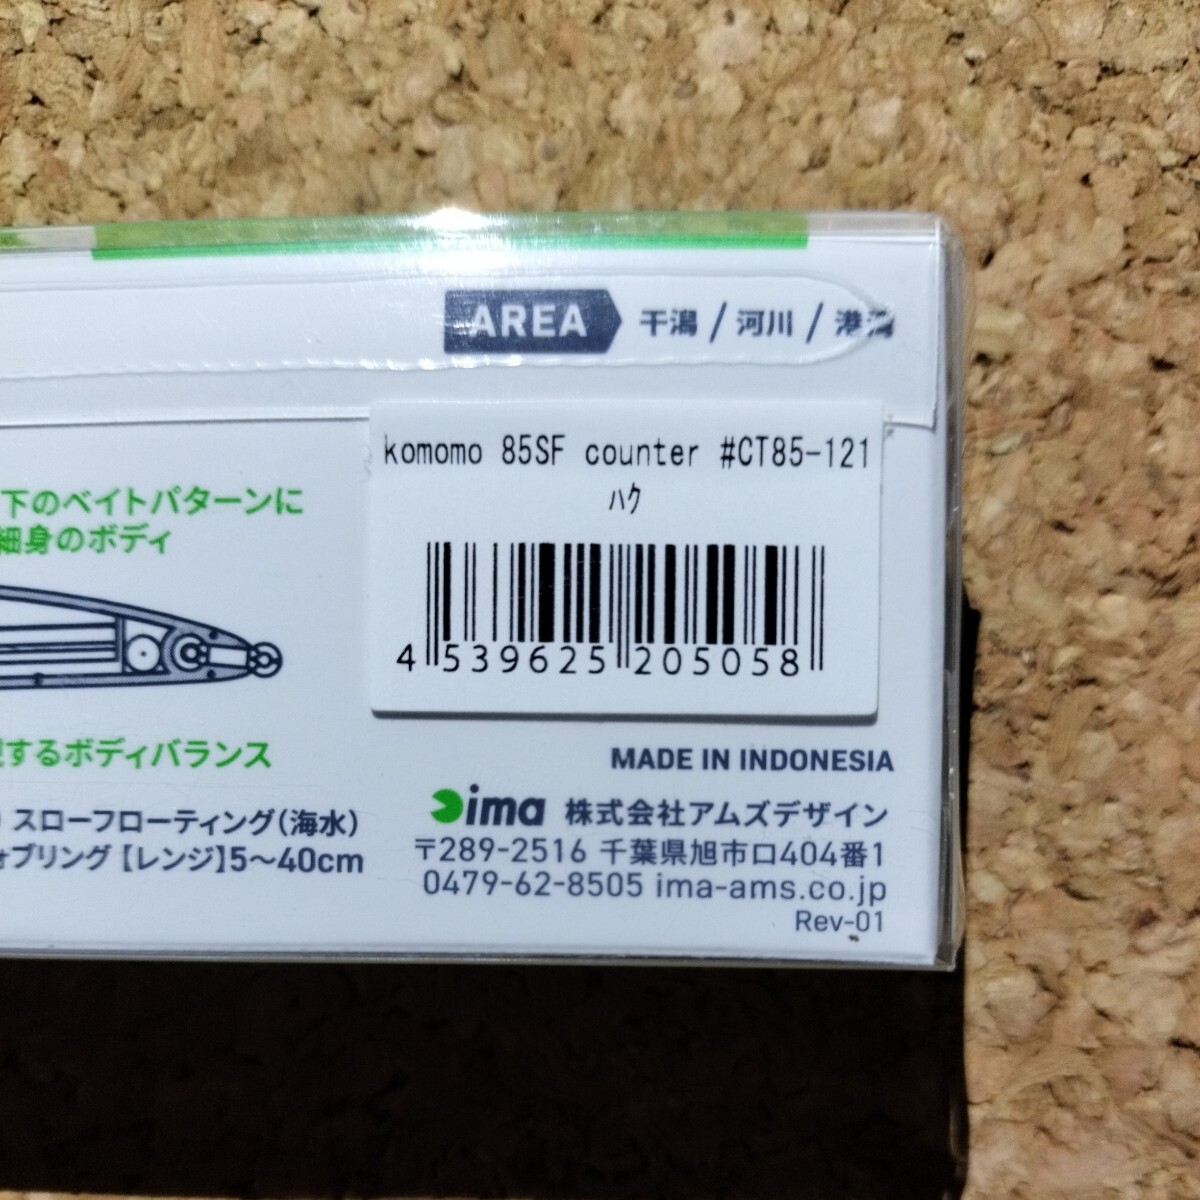 AREA 干潟 / 河川 / 港湾
komomo 85SF counter #CT85-121
ハク
4 539625 205058
下のベイトパターンに
細身のボディ
するボディバランス
スローフローティング(海水)
ォブリング【レンジ】5〜40cm
MADE IN INDONESIA
ima 株式会社アムズデザイン
〒289-2516 千葉県旭市ロ404番1
0479-62-8505 ima-ams.co.jp
Rev-01